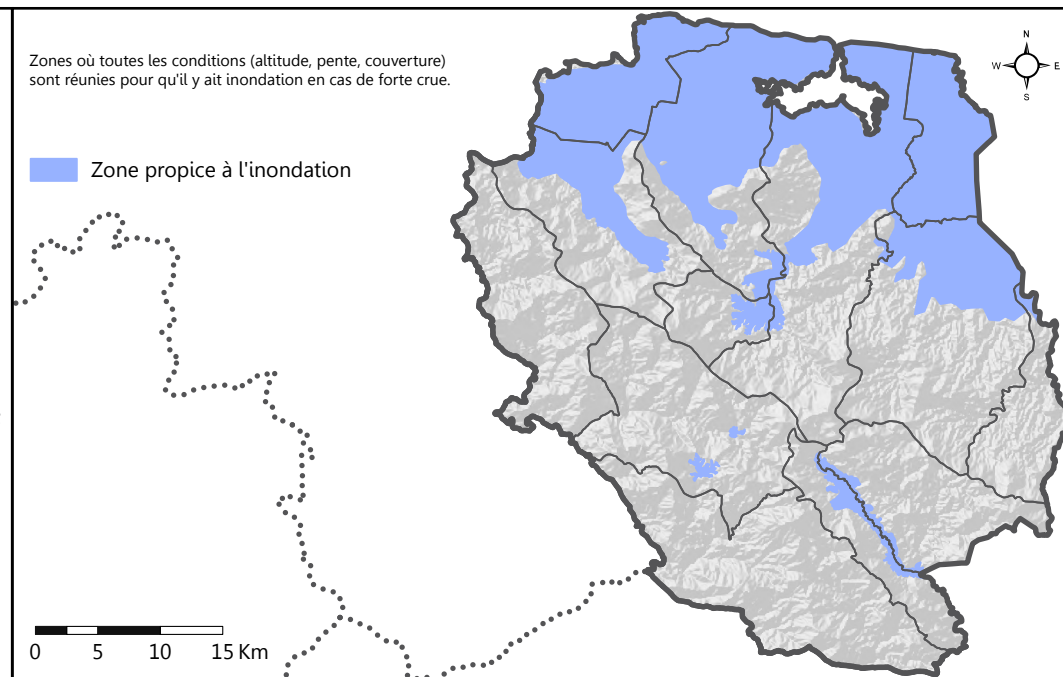 Zones où toutes les conditions (altitude, pente, couverture)
sont réunies pour qu'il y ait inondation en cas de forte crue.
N
W E
S
Zone propice à l'inondation
0 5 10 15 Km